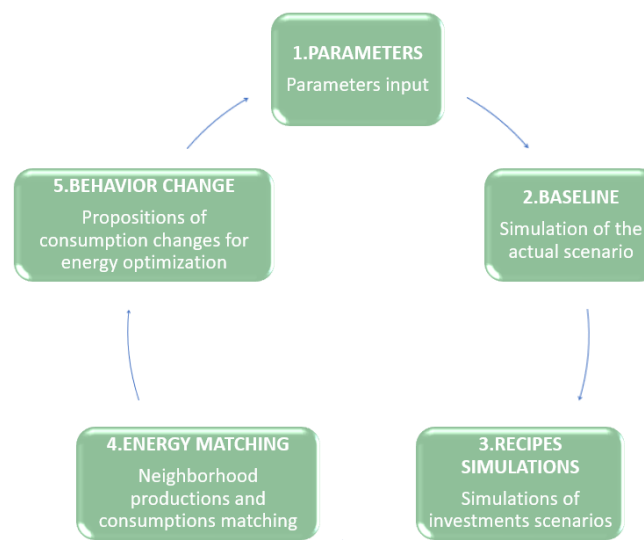 1.PARAMETERS
Parameters input
2.BASELINE
Simulation of the
actual scenario
3.RECIPES
SIMULATIONS
Simulations of
investments scenarios
4.ENERGY MATCHING
Neighborhood
productions and
consumptions matching
5.BEHAVIOR CHANGE
Propositions of
consumption changes for
energy optimization